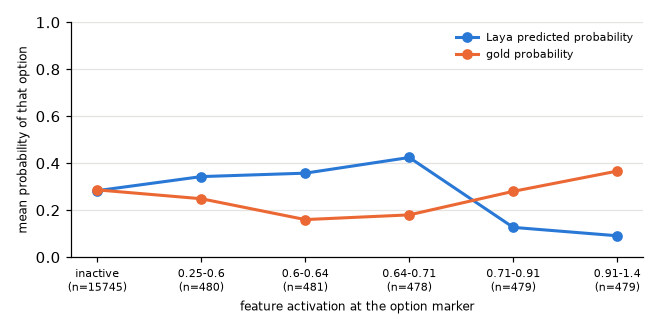 Laya predicted probability
gold probability
mean probability of that option
1.0
0.8
0.6
0.4
0.2
0.0
inactive
(n=15745)
0.25-0.6
(n=480)
0.6-0.64
(n=481)
0.64-0.71
(n=478)
0.71-0.91
(n=479)
0.91-1.4
(n=479)
feature activation at the option marker